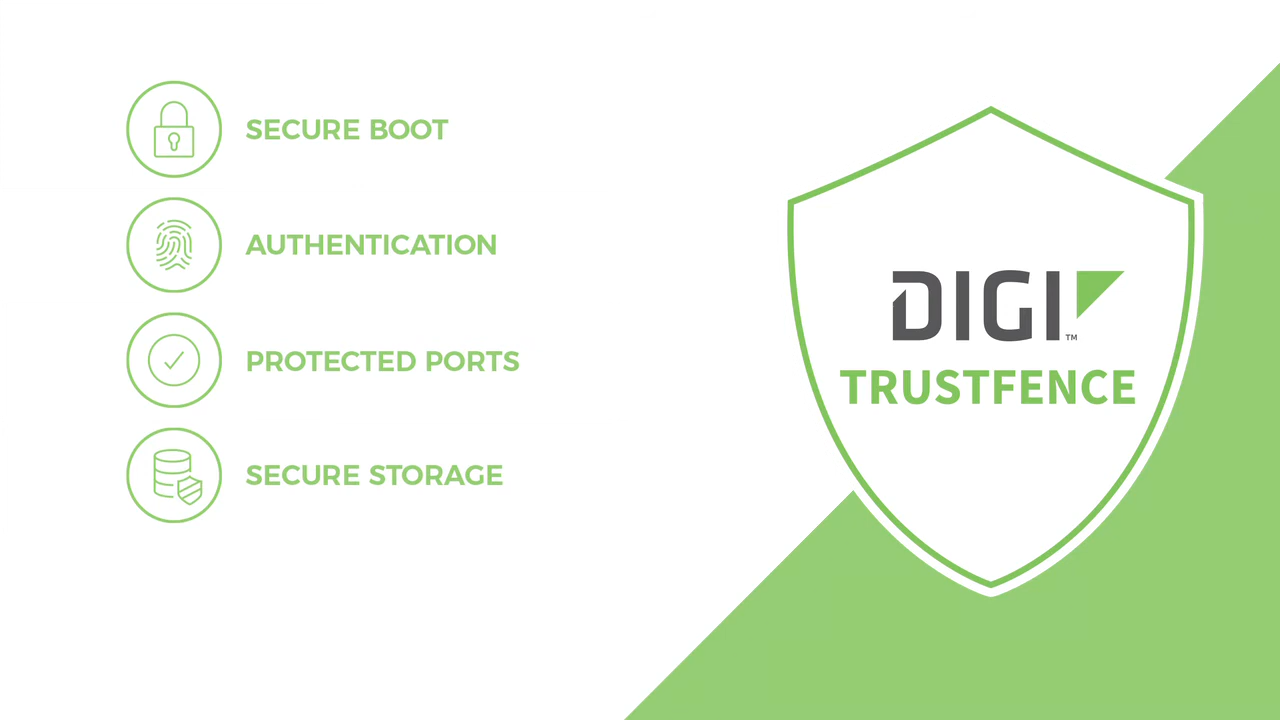 SECURE BOOT
AUTHENTICATION
PROTECTED PORTS
SECURE STORAGE
DIGI™
TRUSTFENCE